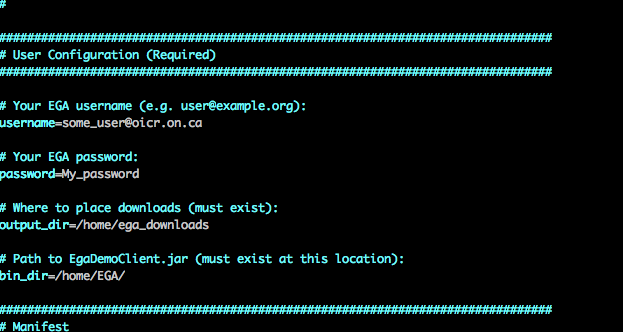 #
###############################################################################
# User Configuration (Required)
###############################################################################
# Your EGA username (e.g. user@example.org):
username=some_user@oicr.on.ca
# Your EGA password:
password=My_password
# Where to place downloads (must exist):
output_dir=/home/ega_downloads
# Path to EgaDemoClient.jar (must exist at this location):
bin_dir=/home/EGA/
###############################################################################
# Manifest